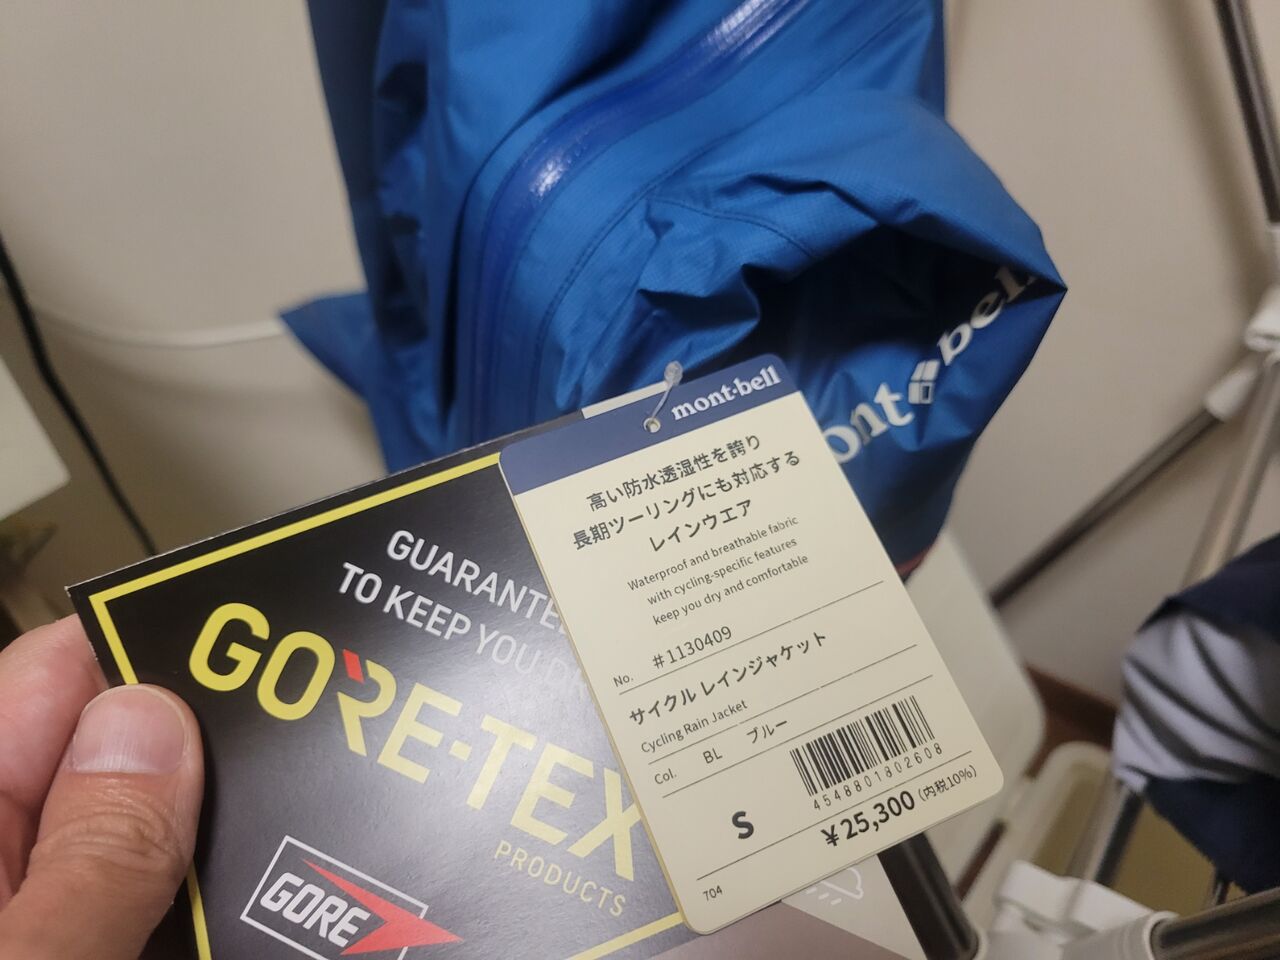 mont
bell
mont·bell
高い防水透湿性を誇り
長期ツーリングにも対応する
レインウエア
Waterproof and breathable fabric
with cycling-specific features
keep you dry and comfortable
No. #1130409
サイクル レインジャケット
Cycling Rain Jacket
Col. BL ブルー
4548801802608
S
¥25,300 (内税10%)
704
GUARANTE
TO KEEP YOU DR
GORE-TEX
PRODUCTS
GORE